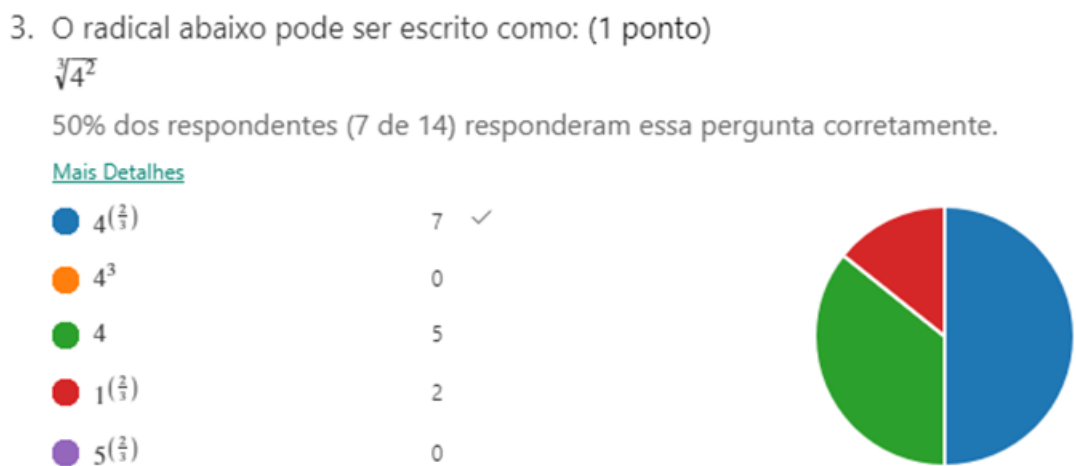 3. O radical abaixo pode ser escrito como: (1 ponto)
∛4²
50% dos respondentes (7 de 14) responderam essa pergunta corretamente.
Mais Detalhes
4^(2/3) 7 ✓
4³ 0
4 5
1^(2/3) 2
5^(2/3) 0